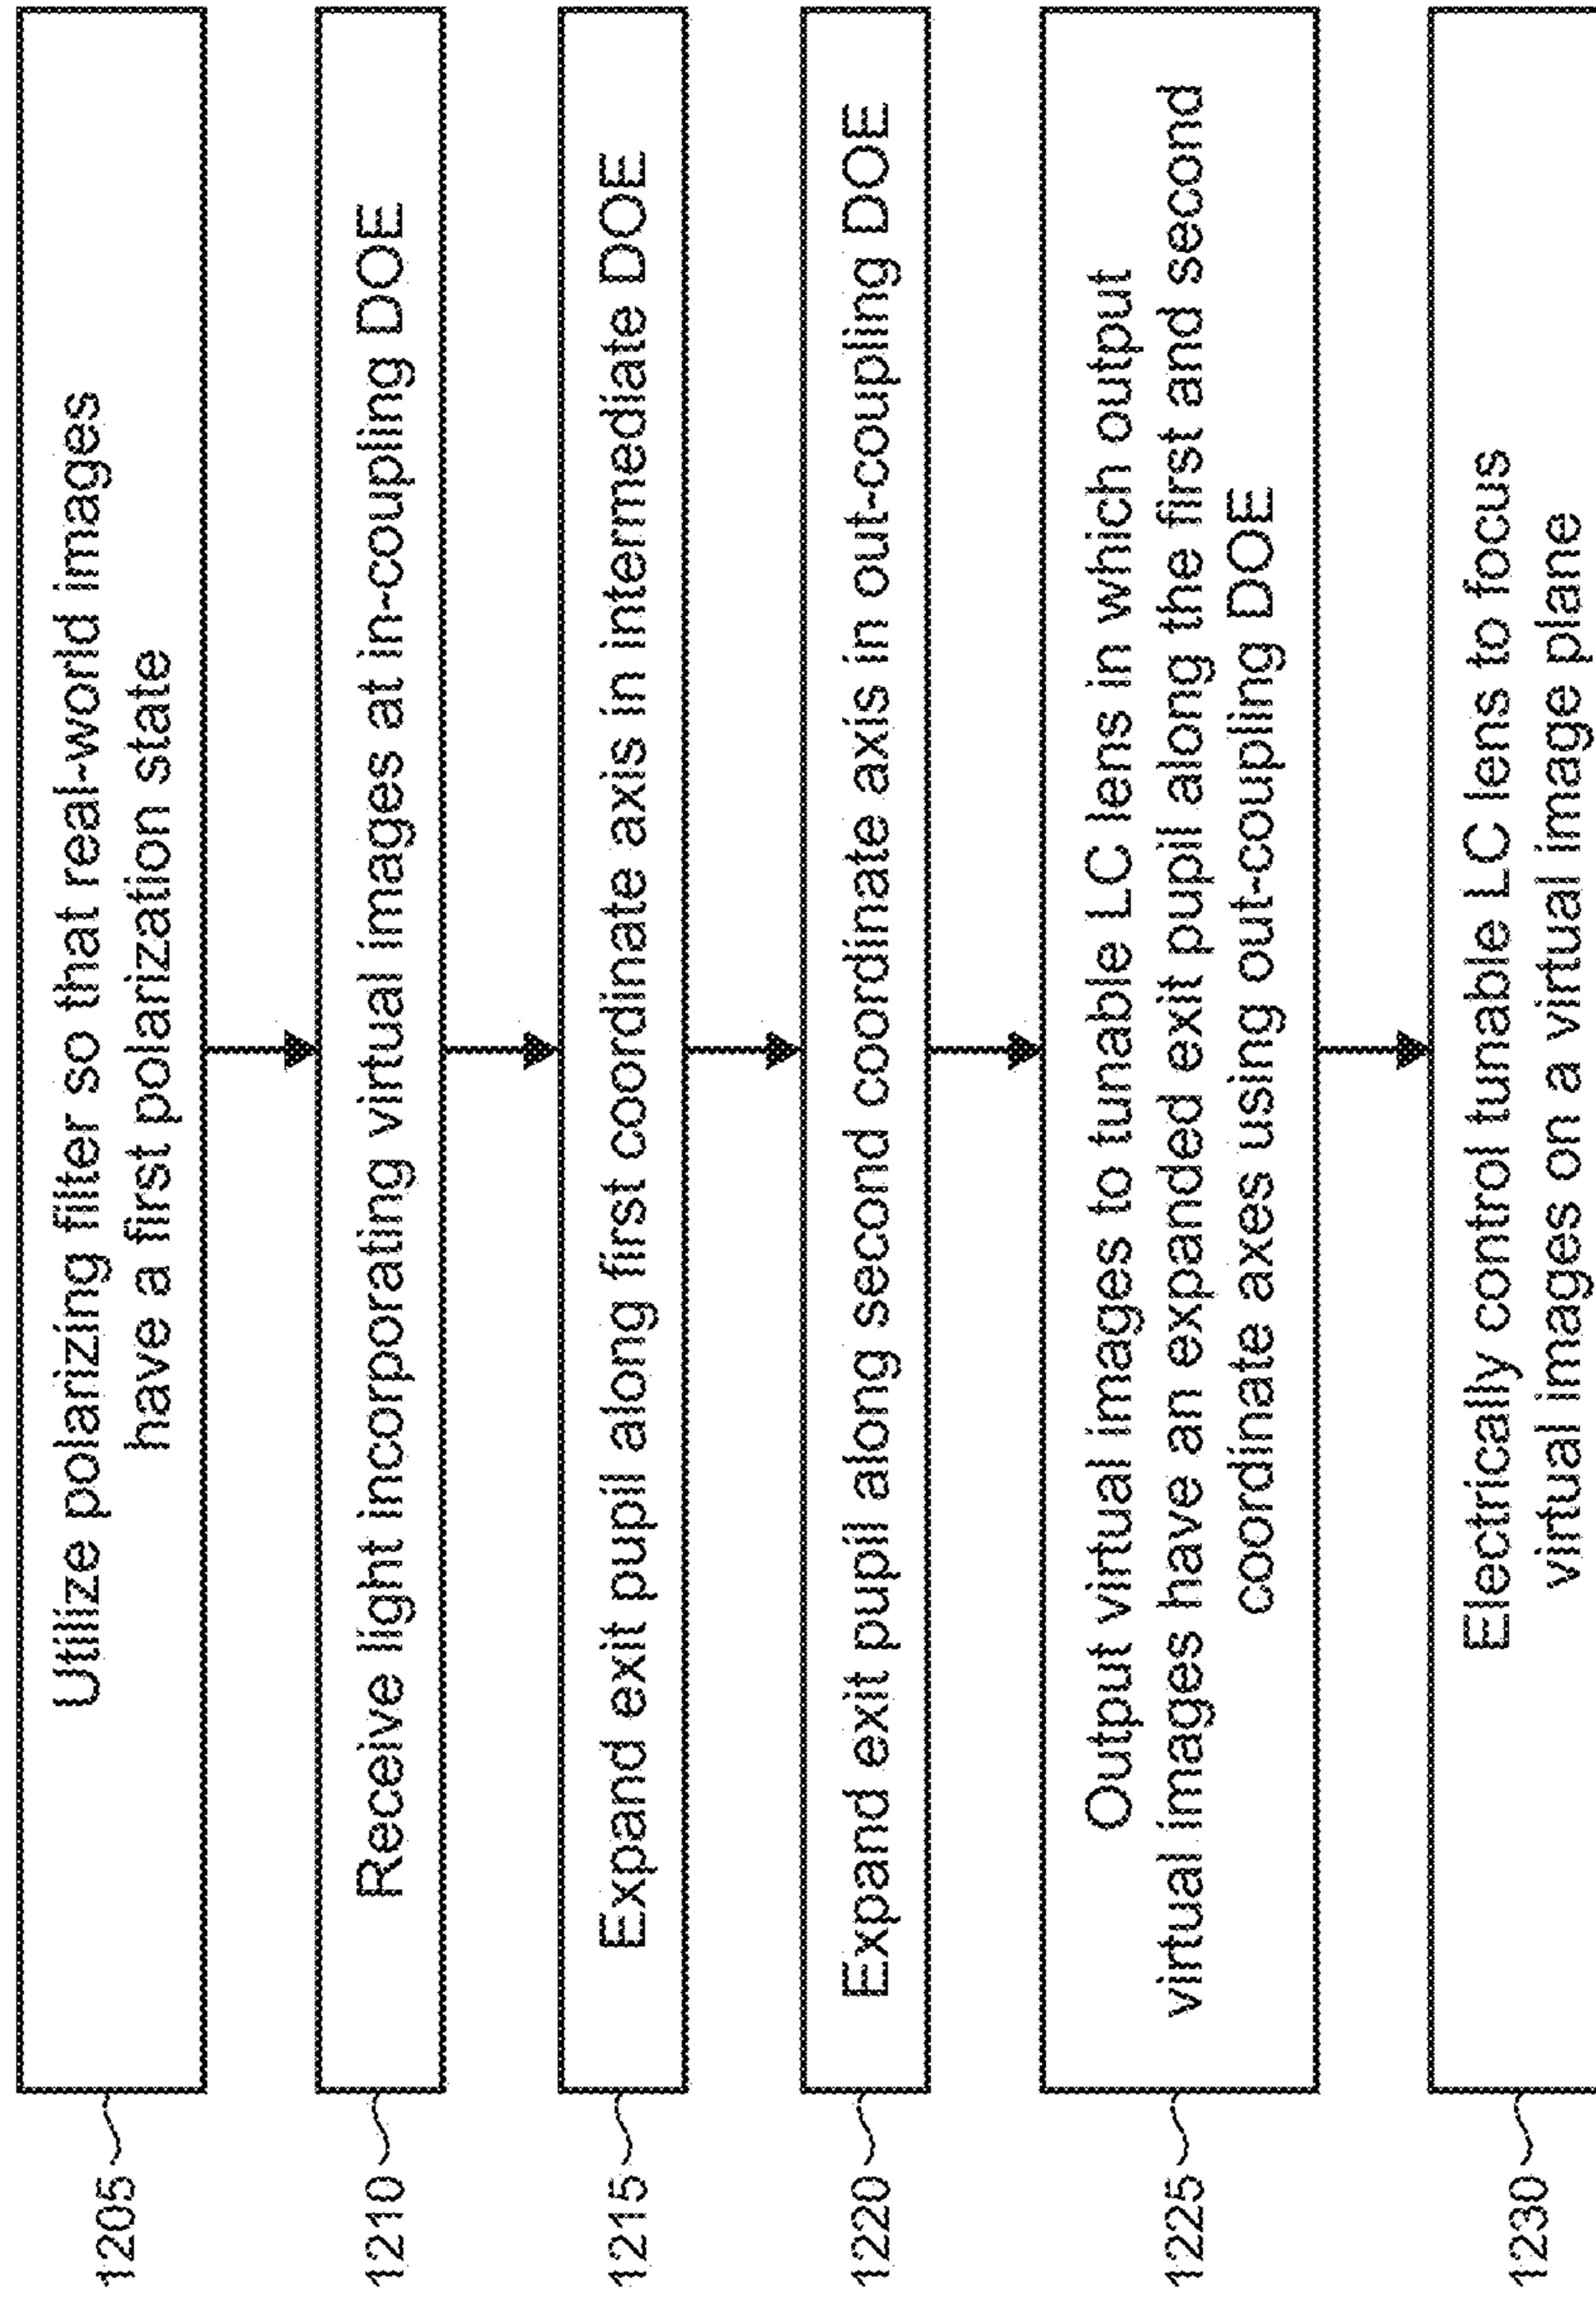 1205
Utilize polarizing filter so that real-world images
have a first polarization state
1210
Receive light incorporating virtual images at in-coupling DOE
1215
Expand exit pupil along first coordinate axis in intermediate DOE
1220
Expand exit pupil along second coordinate axis in out-coupling DOE
1225
Output virtual images to tunable LC lens in which output
virtual images have an expanded exit pupil along the first and second
coordinate axes using out-coupling DOE
1230
Electrically control tunable LC lens to focus
virtual images on a virtual image plane